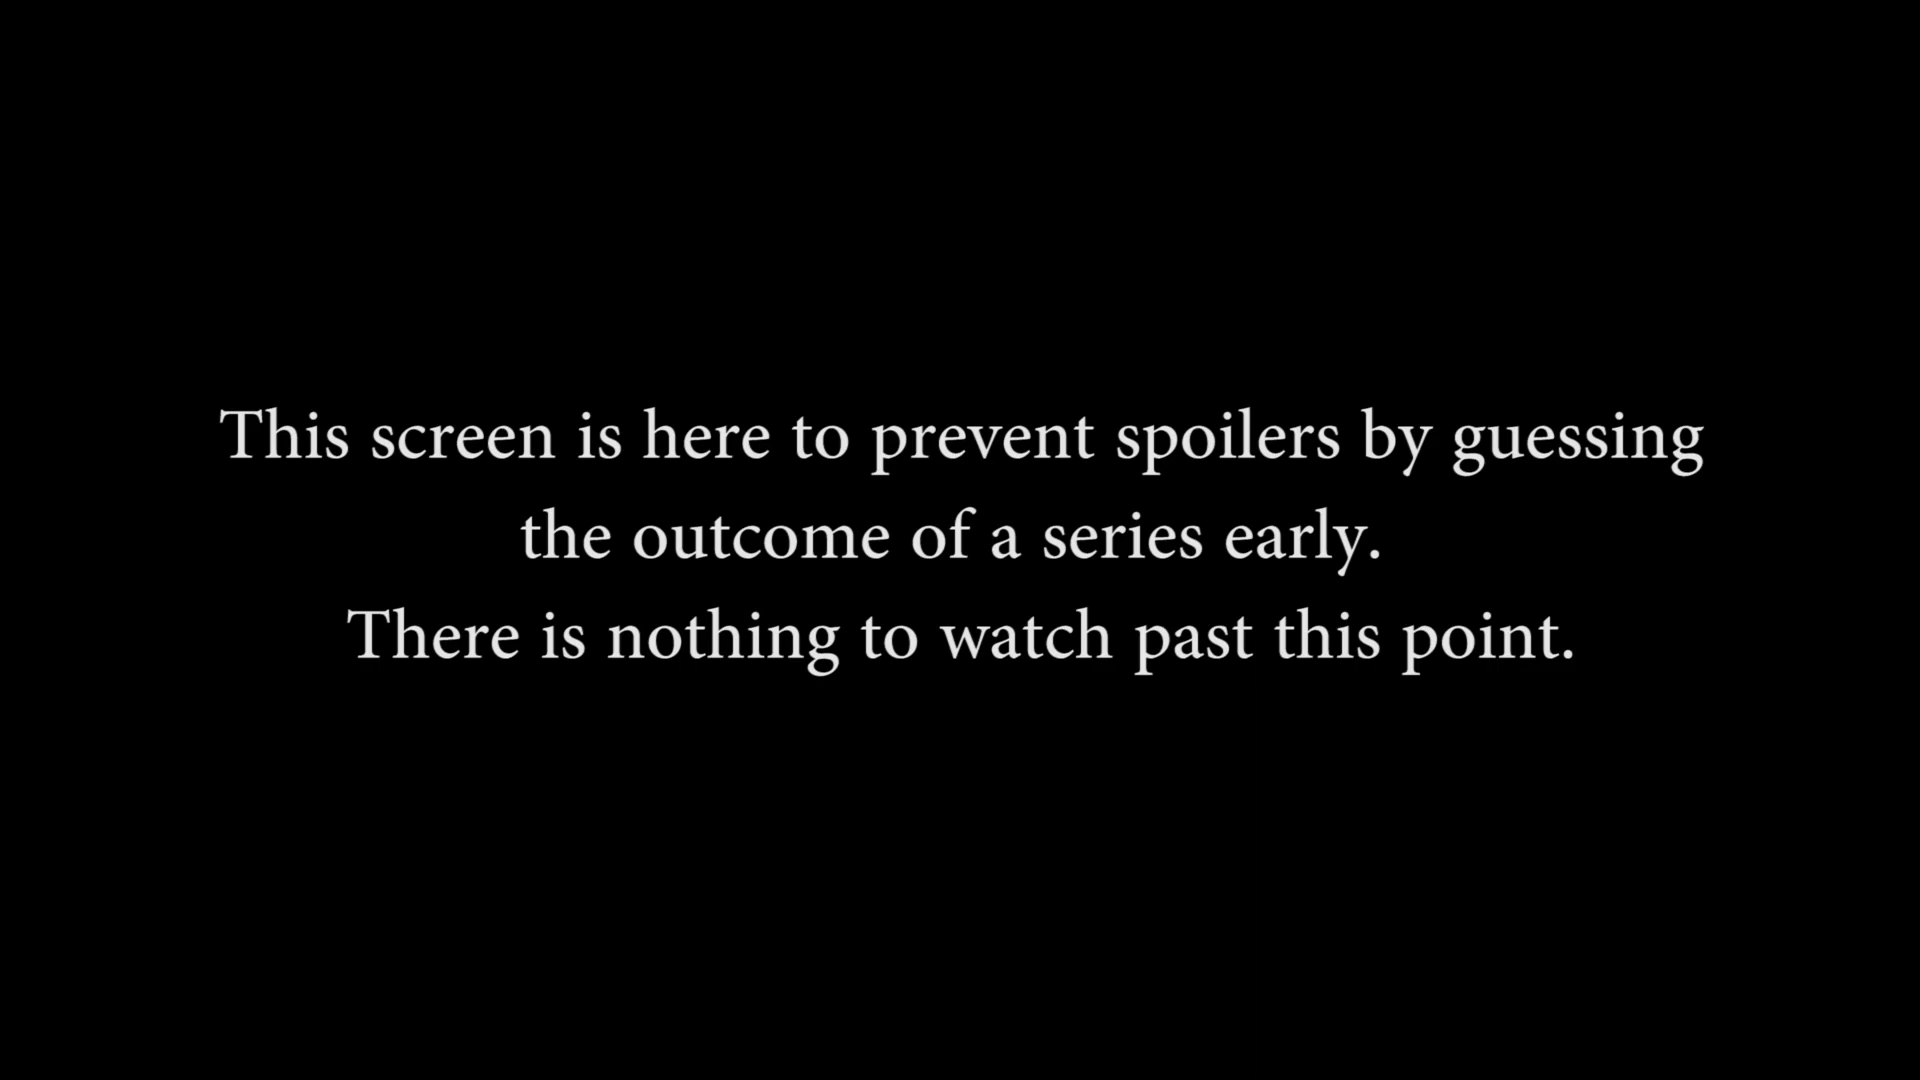 This screen is here to prevent spoilers by guessing
the outcome of a series early.
There is nothing to watch past this point.